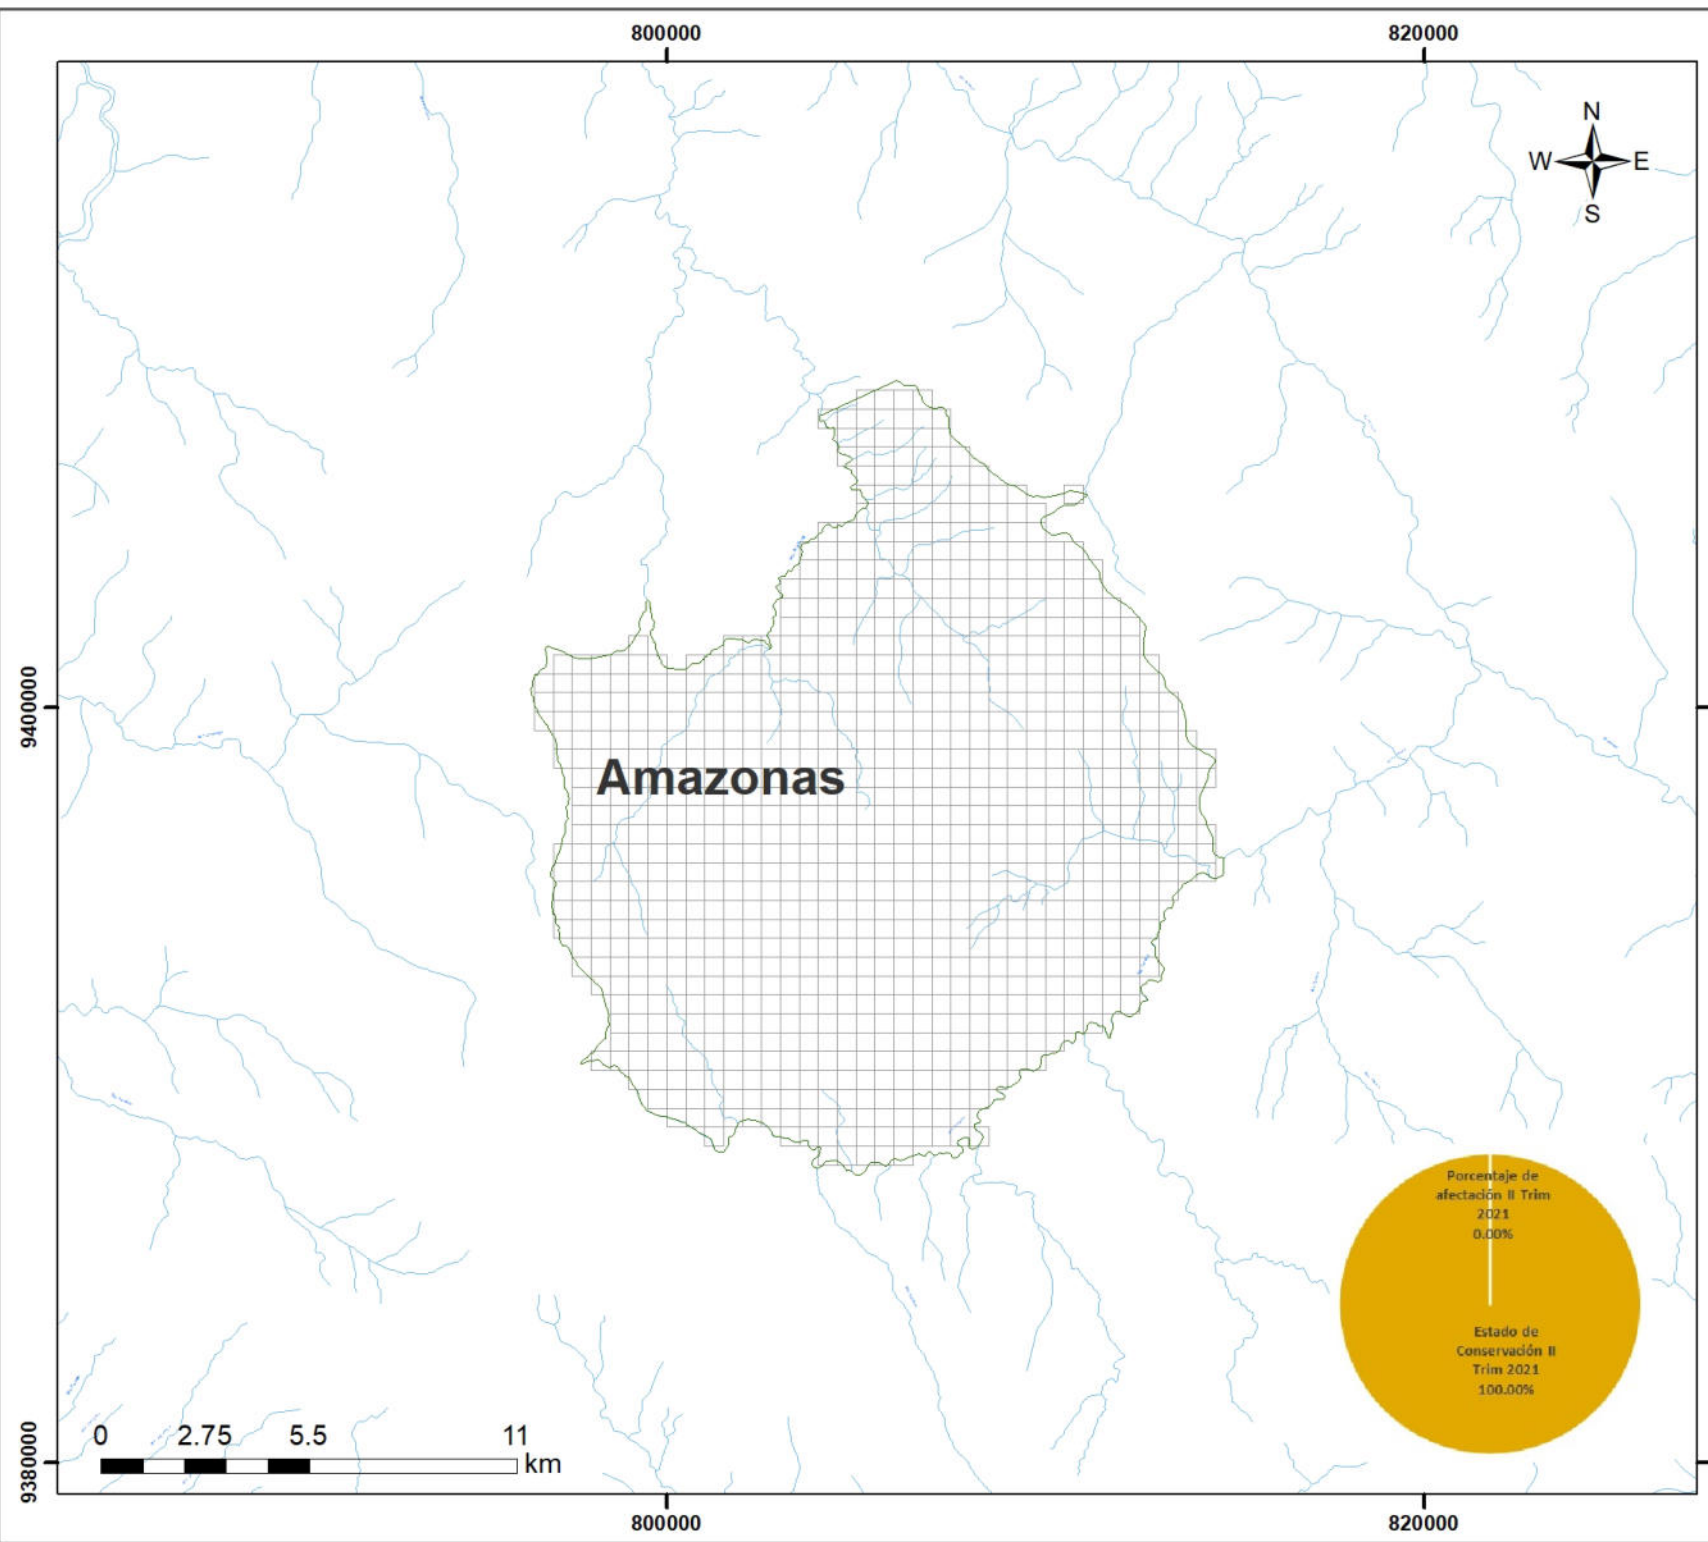 800000
820000
N
W E
S
9400000
Amazonas
Porcentaje de
afectación II Trim
2021
0.00%
Estado de
Conservación II
Trim 2021
100.00%
0 2.75 5.5 11
km
9380000
800000
820000